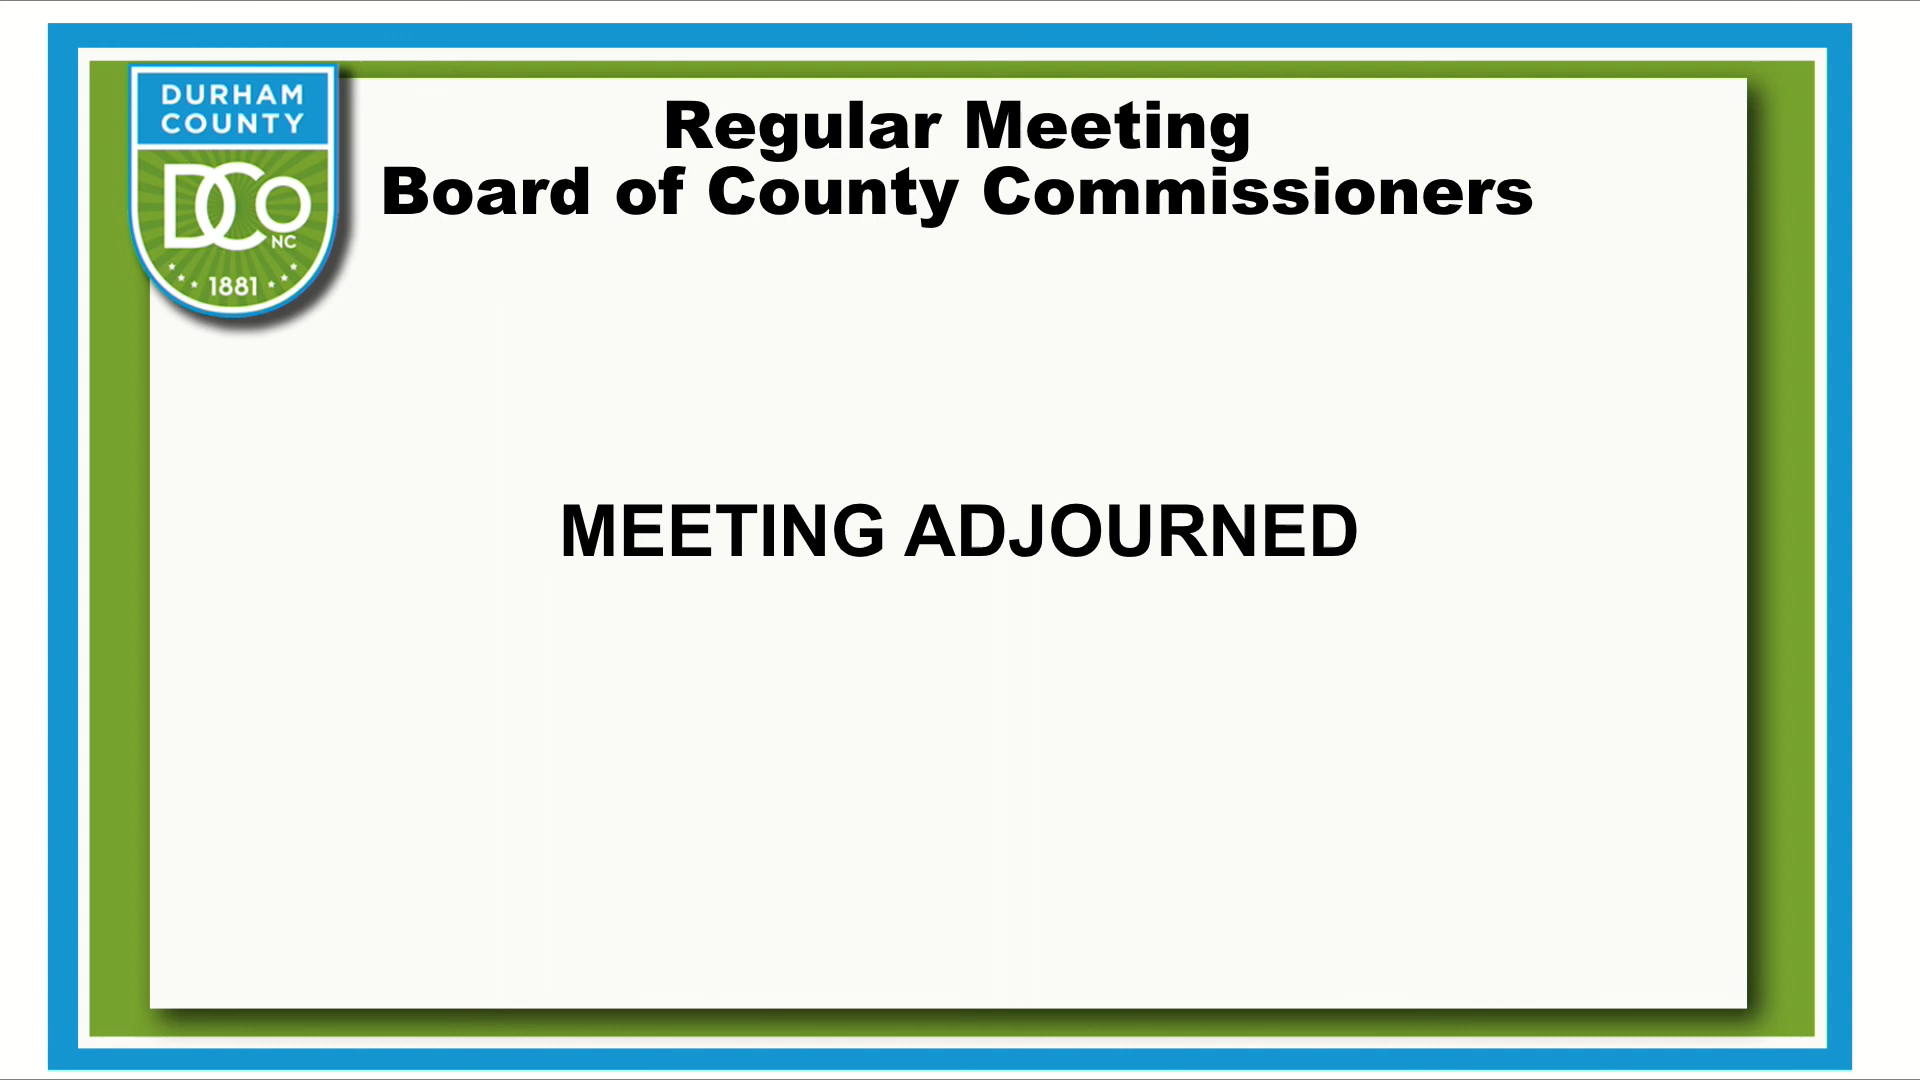 DURHAM
COUNTY
DCo
NC
1881
Regular Meeting
Board of County Commissioners
MEETING ADJOURNED